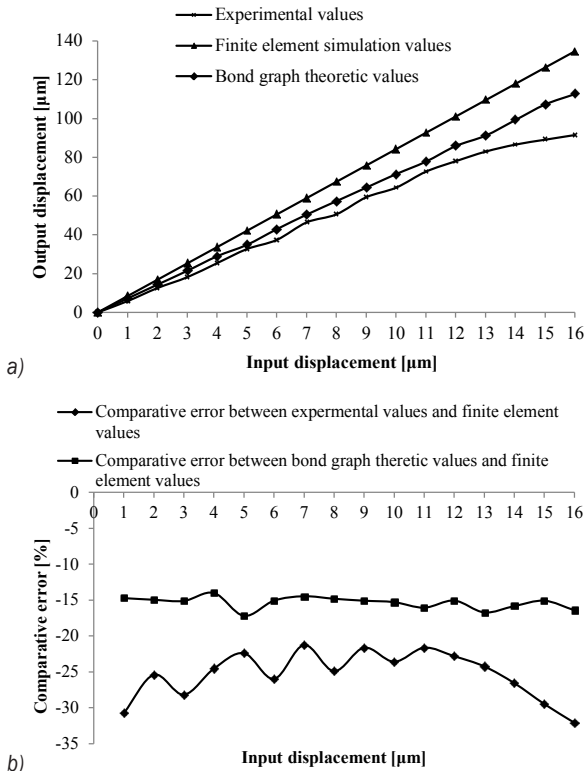 Experimental values
Finite element simulation values
Bond graph theoretic values
Output displacement [µm]
140
120
100
80
60
40
20
0
0 1 2 3 4 5 6 7 8 9 10 11 12 13 14 15 16
Input displacement [µm]
a)
Comparative error between expermental values and finite element
values
Comparative error between bond graph theretic values and finite
element values
Comparative error [%]
0
0 1 2 3 4 5 6 7 8 9 10 11 12 13 14 15 16
-5
-10
-15
-20
-25
-30
-35
Input displacement [µm]
b)